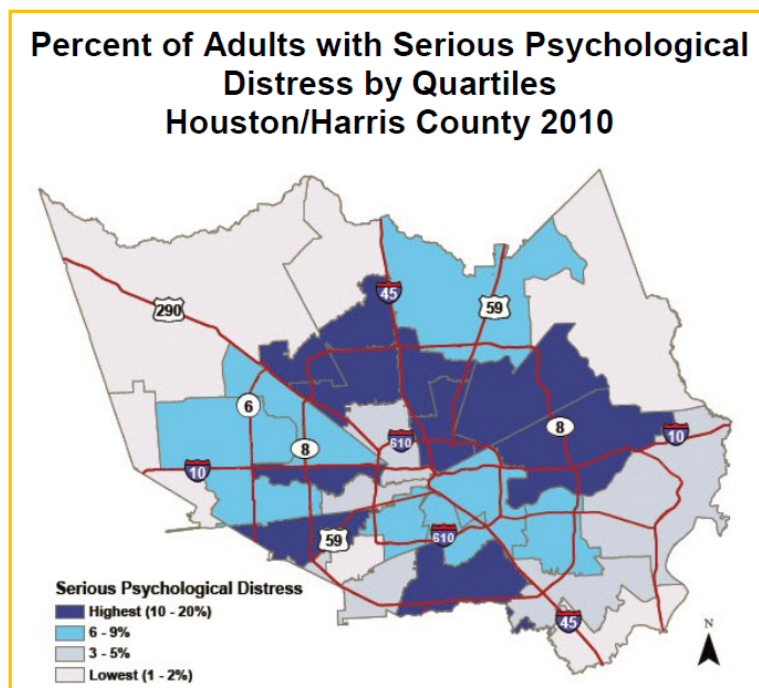 Percent of Adults with Serious Psychological
Distress by Quartiles
Houston/Harris County 2010
45
59
290
6
8
610
8
10
10
59
610
45
N
Serious Psychological Distress
Highest (10 - 20%)
6 - 9%
3 - 5%
Lowest (1 - 2%)